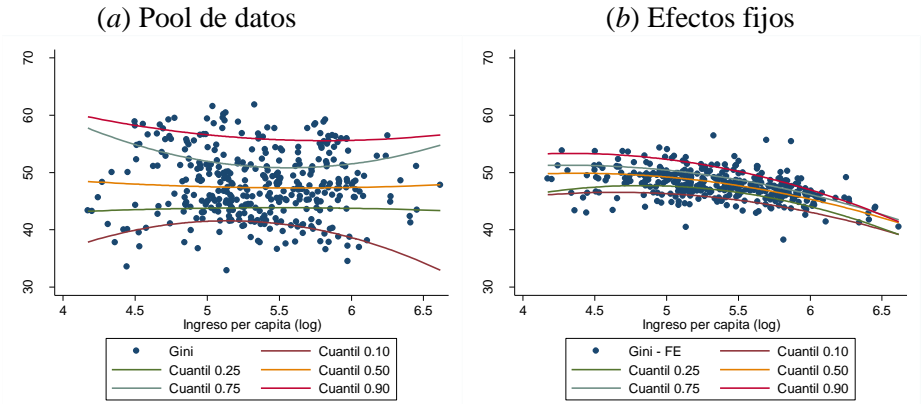 (a) Pool de datos
70
60
50
40
30
4 4.5 5 5.5 6 6.5
Ingreso per capita (log)
Gini Cuantil 0.10
Cuantil 0.25 Cuantil 0.50
Cuantil 0.75 Cuantil 0.90
(b) Efectos fijos
70
60
50
40
30
4 4.5 5 5.5 6 6.5
Ingreso per capita (log)
Gini - FE Cuantil 0.10
Cuantil 0.25 Cuantil 0.50
Cuantil 0.75 Cuantil 0.90